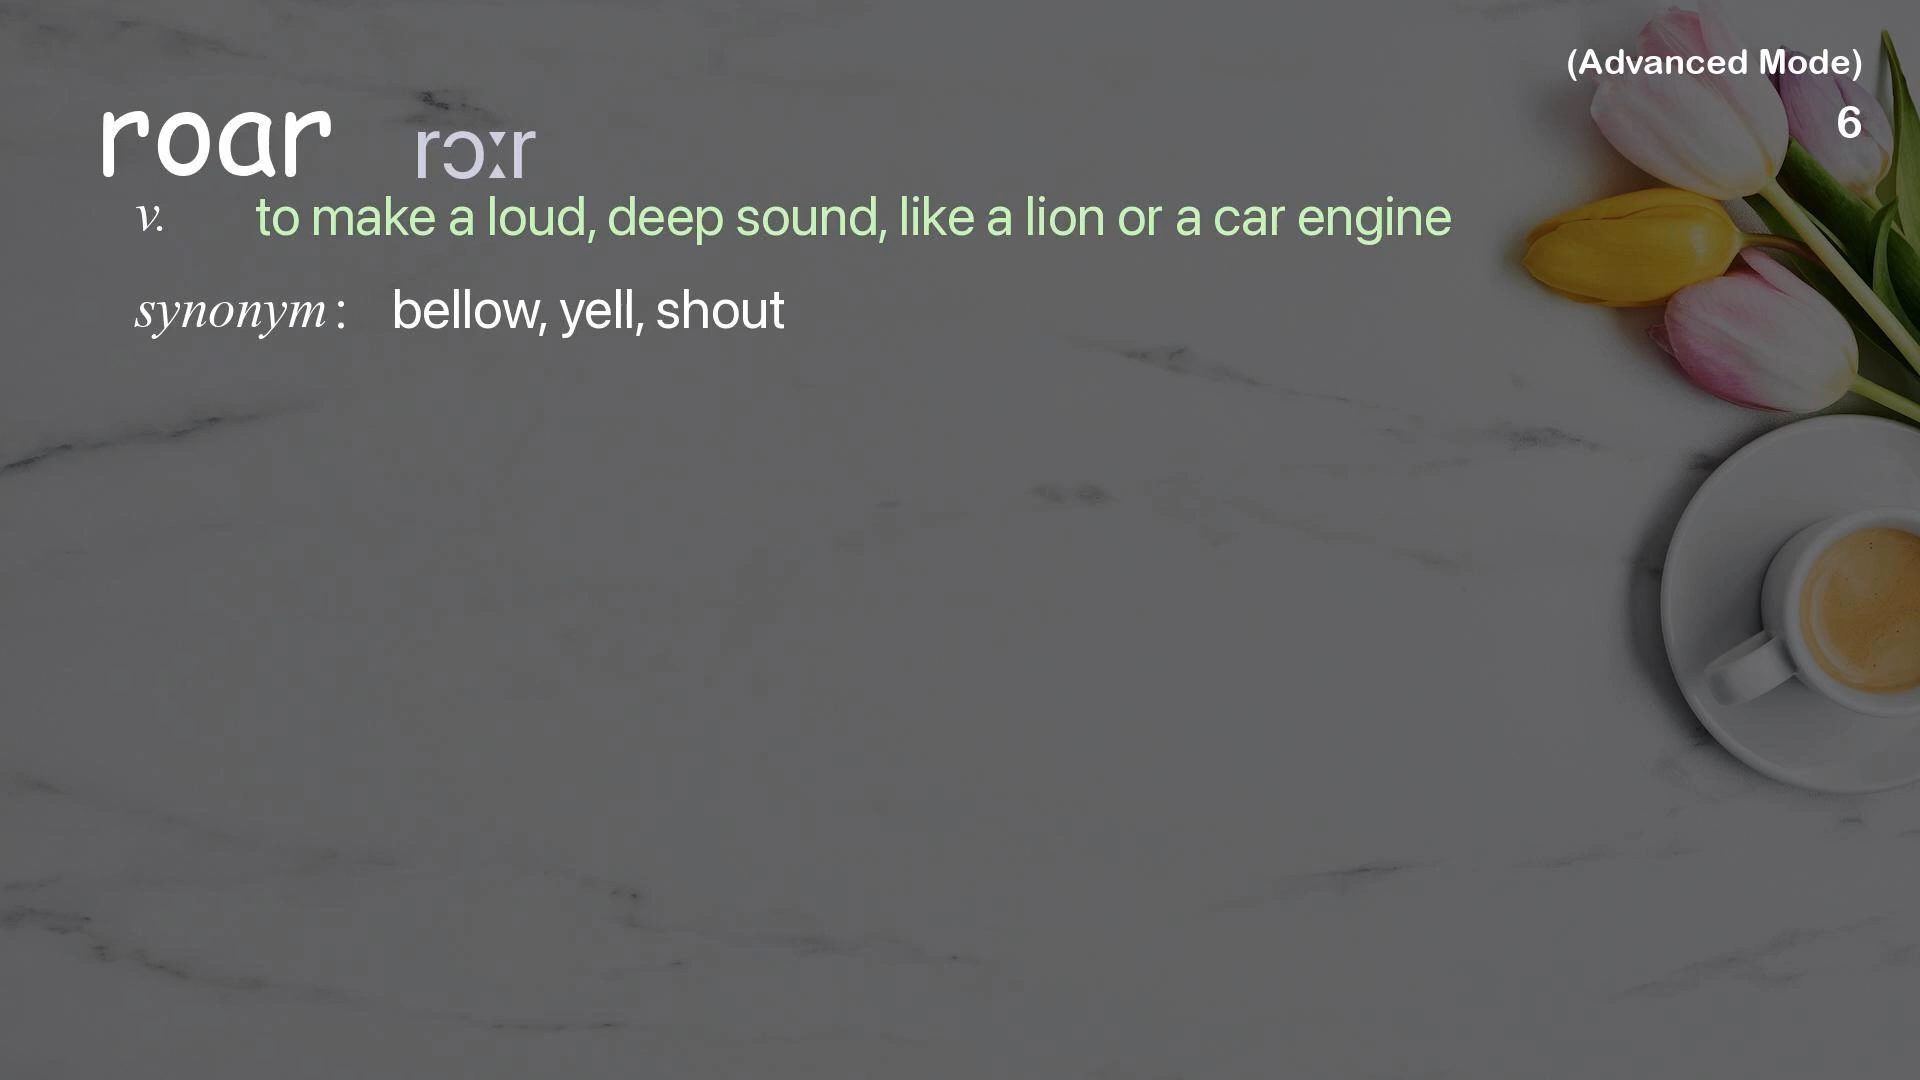 (Advanced Mode)
6
roar rɔːr
v. to make a loud, deep sound, like a lion or a car engine
synonym: bellow, yell, shout